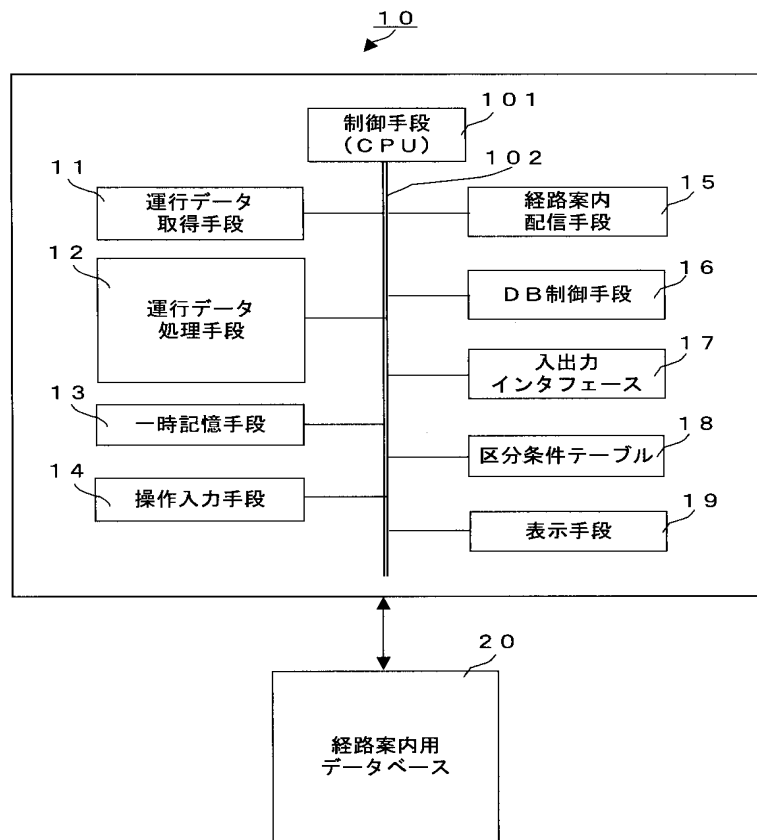 １０
１０１
制御手段
（ＣＰＵ）
１０２
１１
運行データ
取得手段
１５
経路案内
配信手段
１２
運行データ
処理手段
１６
ＤＢ制御手段
１７
入出力
インタフェース
１３
一時記憶手段
１８
区分条件テーブル
１４
操作入力手段
１９
表示手段
２０
経路案内用
データベース